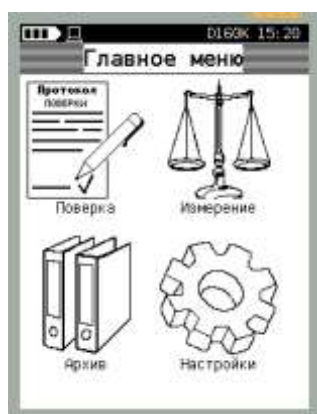 D160K 15:20
Главное меню
Протокол
поверки
Поверка
Измерение
Архив
Настройки